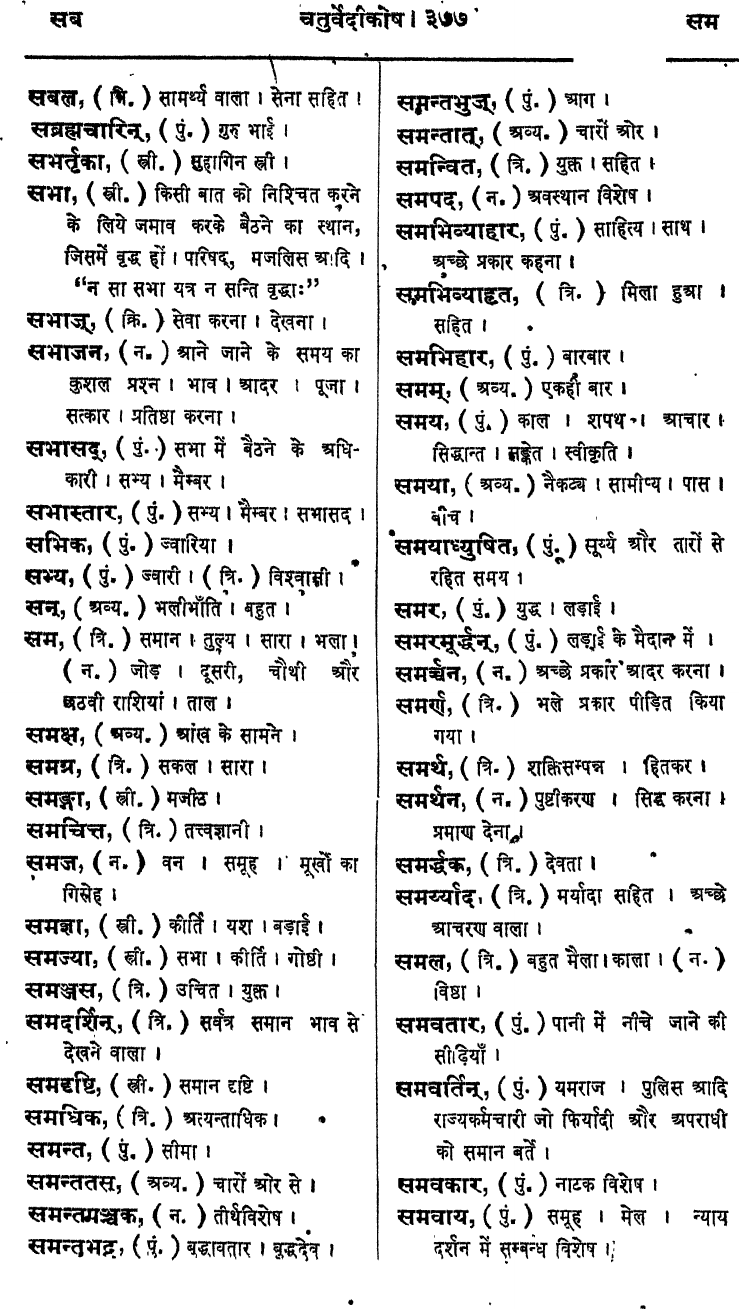 सब चतुर्वेदीकोष। ३७७ सम
सबल, ( त्रि. ) सामर्थ्य वाला । सेना सहित ।
सब्रह्मचारिन्, ( पुं. ) गुरु भाई ।
सभर्तृका, ( स्त्री. ) सुहागिन स्त्री ।
सभा, ( स्त्री. ) किसी बात को निश्चित करने
के लिये जमाव करके बैठने का स्थान,
जिसमें वृद्ध हों । पारिषद्, मजलिस आदि ।
“न सा सभा यत्र न सन्ति वृद्धाः”
सभाज्, ( क्रि. ) सेवा करना । देखना ।
सभाजन, ( न. ) आने जाने के समय का
कुशल प्रश्न । भाव । आदर । पूजा ।
सत्कार । प्रतिष्ठा करना ।
सभासद्, ( पुं. ) सभा में बैठने के अधि-
कारी । सभ्य । मैम्बर ।
सभास्तार, ( पुं. ) सभ्य । मैम्बर । सभासद ।
सभिक, ( पुं. ) ज्वारिया ।
सभ्य, ( पुं. ) ज्वारी । ( त्रि. ) विश्वासी ।
सन्, ( अव्य. ) भलीभाँति । बहुत ।
सम, ( त्रि. ) समान । तुल्य । सारा । भला ।
( न. ) जोड़ । दूसरी, चौथी और
छठवी राशियां । ताल ।
समक्ष, ( अव्य. ) आंख के सामने ।
समग्र, ( त्रि. ) सकल । सारा ।
समङ्गा, ( स्त्री. ) मजीठ ।
समचित्त, ( त्रि. ) तत्त्वज्ञानी ।
समज, ( न. ) वन । समूह । मूर्खों का
गिरोह ।
समज्ञा, ( स्त्री. ) कीर्ति । यश । बड़ाई ।
समज्या, ( स्त्री. ) सभा । कीर्ति । गोष्ठी ।
समञ्जस, ( त्रि. ) उचित । युक्त ।
समदर्शिन्, ( त्रि. ) सर्वत्र समान भाव से
देखने वाला ।
समदृष्टि, ( स्त्री. ) समान दृष्टि ।
समधिक, ( त्रि. ) अत्यन्ताधिक ।
समन्त, ( पुं. ) सीमा ।
समन्ततस्, ( अव्य. ) चारों ओर से ।
समन्तपञ्चक, ( न. ) तीर्थविशेष ।
समन्तभद्र, ( पुं. ) बुद्धावतार । बुद्धदेव ।
समन्तभुज्, ( पुं. ) आग ।
समन्तात्, ( अव्य. ) चारों ओर ।
समन्वित, ( त्रि. ) युक्त । सहित ।
समपद, ( न. ) अवस्थान विशेष ।
समभिव्याहार, ( पुं. ) साहित्य । साथ ।
अच्छे प्रकार कहना ।
समभिव्याहृत, ( त्रि. ) मिला हुआ ।
सहित ।
समभिहार, ( पुं. ) बारबार ।
समम्, ( अव्य. ) एकही बार ।
समय, ( पुं. ) काल । शपथ । आचार ।
सिद्धान्त । सङ्केत । स्वीकृति ।
समया, ( अव्य. ) नैकट्य । सामीप्य । पास ।
बीच ।
समयाध्युषित, ( पुं. ) सूर्य्य और तारों से
रहित समय ।
समर, ( पुं. ) युद्ध । लड़ाई ।
समरमूर्द्धन्, ( पुं. ) लड़ाई के मैदान में ।
समर्चन, ( न. ) अच्छे प्रकार आदर करना ।
समर्ण, ( त्रि. ) भले प्रकार पीड़ित किया
गया ।
समर्थ, ( त्रि. ) शक्तिसम्पन्न । हितकर ।
समर्थन, ( न. ) पुष्टीकरण । सिद्ध करना ।
प्रमाण देना ।
समर्द्धक, ( त्रि. ) देवता ।
समर्य्याद, ( त्रि. ) मर्यादा सहित । अच्छे
आचरण वाला ।
समल, ( त्रि. ) बहुत मैला । काला । ( न. )
विष्ठा ।
समवतार, ( पुं. ) पानी में नीचे जाने की
सीढ़ियाँ ।
समवर्तिन्, ( पुं. ) यमराज । पुलिस आदि
राज्यकर्मचारी जो फिर्यादी और अपराधी
को समान बर्तें ।
समवकार, ( पुं. ) नाटक विशेष ।
समवाय, ( पुं. ) समूह । मेल । न्याय
दर्शन में सम्बन्ध विशेष ।